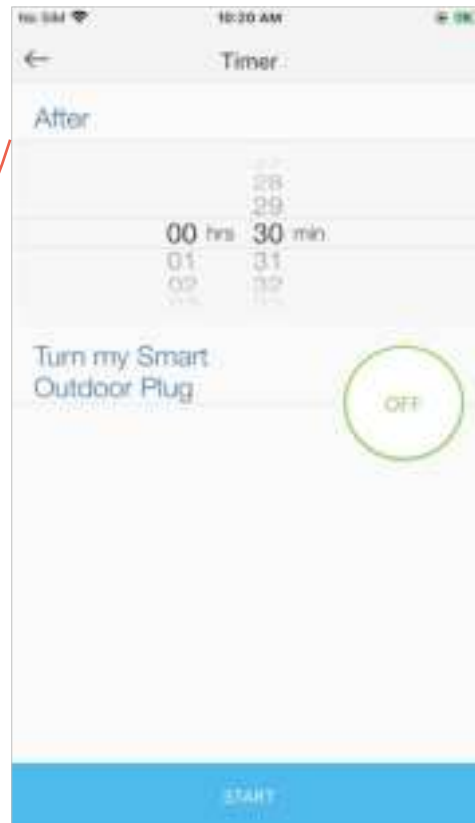 No SIM 10:20 AM
Timer
After
28
29
00 hrs 30 min
01 31
02 32
Turn my Smart
Outdoor Plug
OFF
START